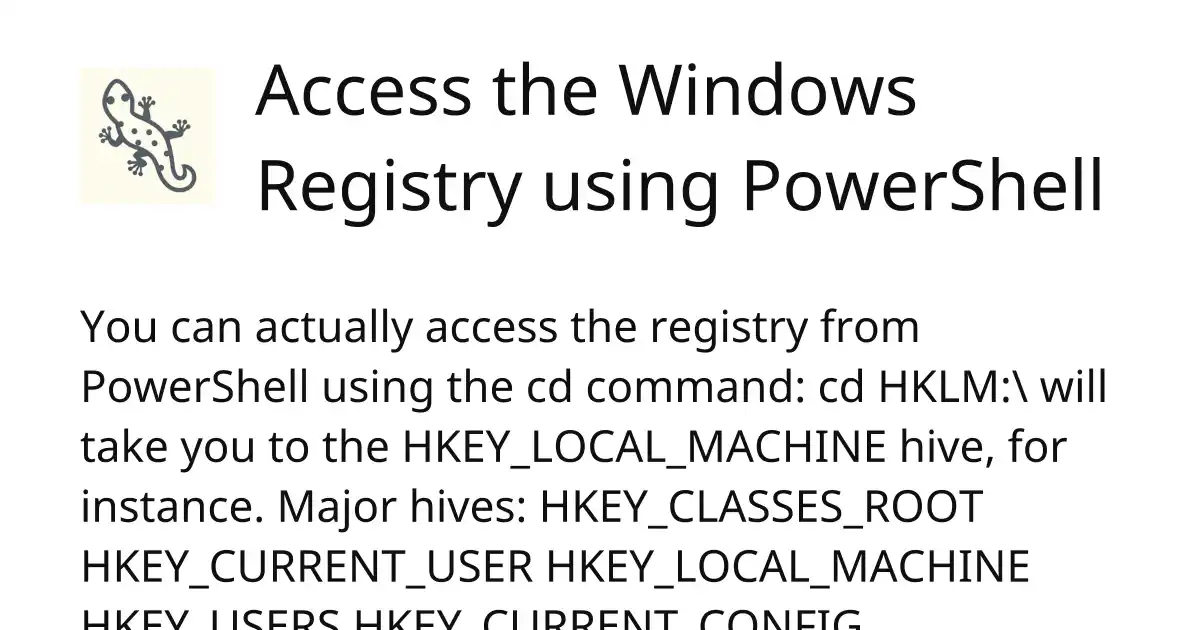 Access the Windows
Registry using PowerShell
You can actually access the registry from
PowerShell using the cd command: cd HKLM:\ will
take you to the HKEY_LOCAL_MACHINE hive, for
instance. Major hives: HKEY_CLASSES_ROOT
HKEY_CURRENT_USER HKEY_LOCAL_MACHINE
HKEY_USERS HKEY_CURRENT_CONFIG